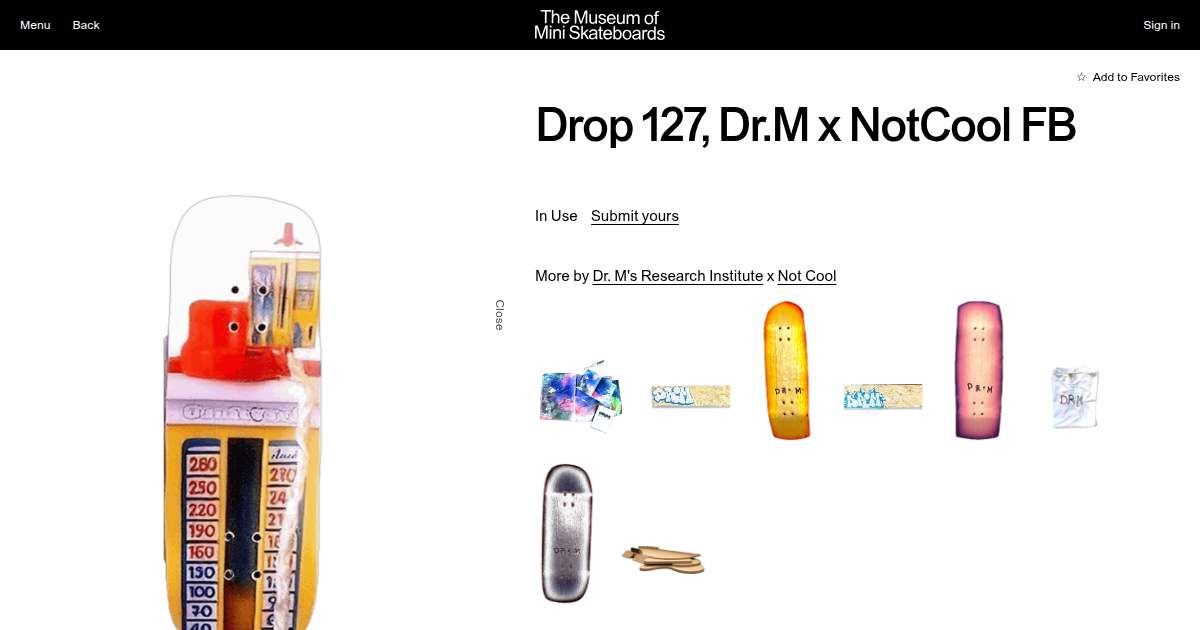 Menu
Back
The Museum of
Mini Skateboards
Sign in
☆ Add to Favorites
Drop 127, Dr.M x NotCool FB
In Use
Submit yours
More by Dr. M's Research Institute x Not Cool
Close
DR•M
DR•M
DR.M
DR•M
280
250
220
190
160
130
100
70